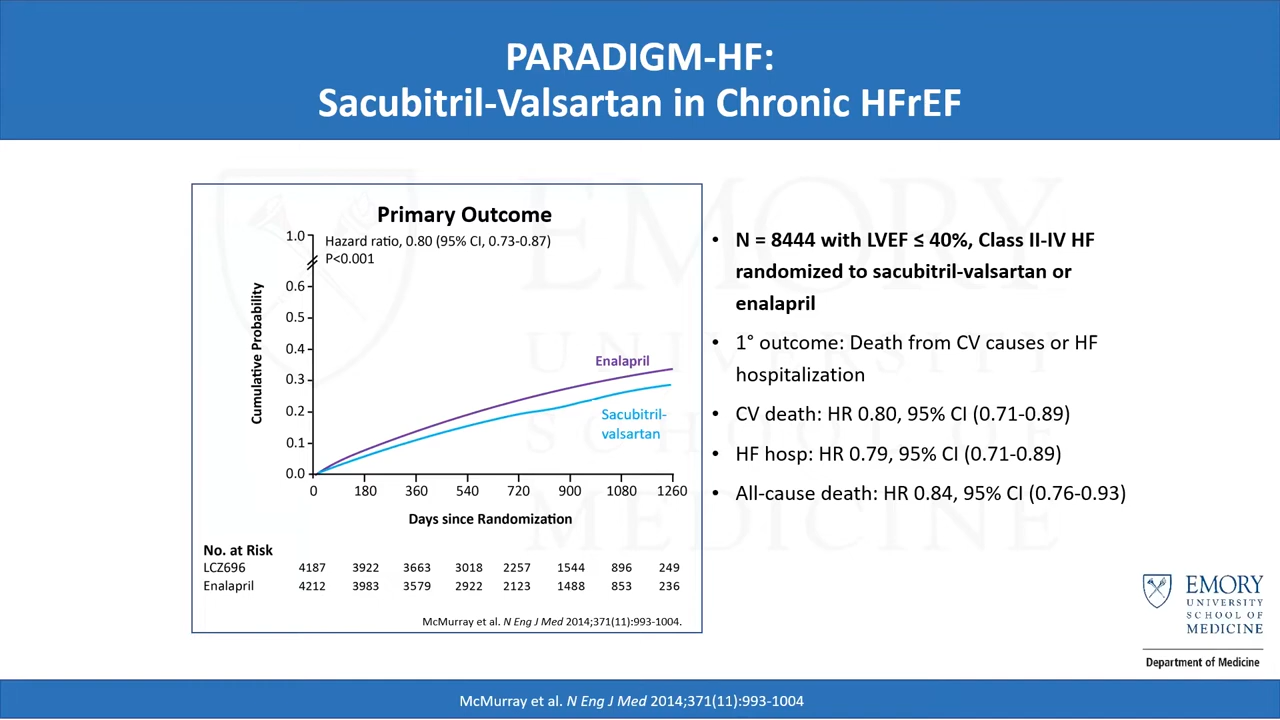 PARADIGM-HF:
Sacubitril-Valsartan in Chronic HFrEF
Primary Outcome
Hazard ratio, 0.80 (95% CI, 0.73-0.87)
P<0.001
Cumulative Probability
1.0
0.6
0.5
0.4
0.3
0.2
0.1
0.0
Enalapril
Sacubitril-
valsartan
0 180 360 540 720 900 1080 1260
Days since Randomization
No. at Risk
LCZ696 4187 3922 3663 3018 2257 1544 896 249
Enalapril 4212 3983 3579 2922 2123 1488 853 236
McMurray et al. N Eng J Med 2014;371(11):993-1004.
• N = 8444 with LVEF ≤ 40%, Class II-IV HF
randomized to sacubitril-valsartan or
enalapril
• 1° outcome: Death from CV causes or HF
hospitalization
• CV death: HR 0.80, 95% CI (0.71-0.89)
• HF hosp: HR 0.79, 95% CI (0.71-0.89)
• All-cause death: HR 0.84, 95% CI (0.76-0.93)
EMORY
UNIVERSITY
SCHOOL OF
MEDICINE
EMORY
UNIVERSITY
SCHOOL OF
MEDICINE
Department of Medicine
McMurray et al. N Eng J Med 2014;371(11):993-1004